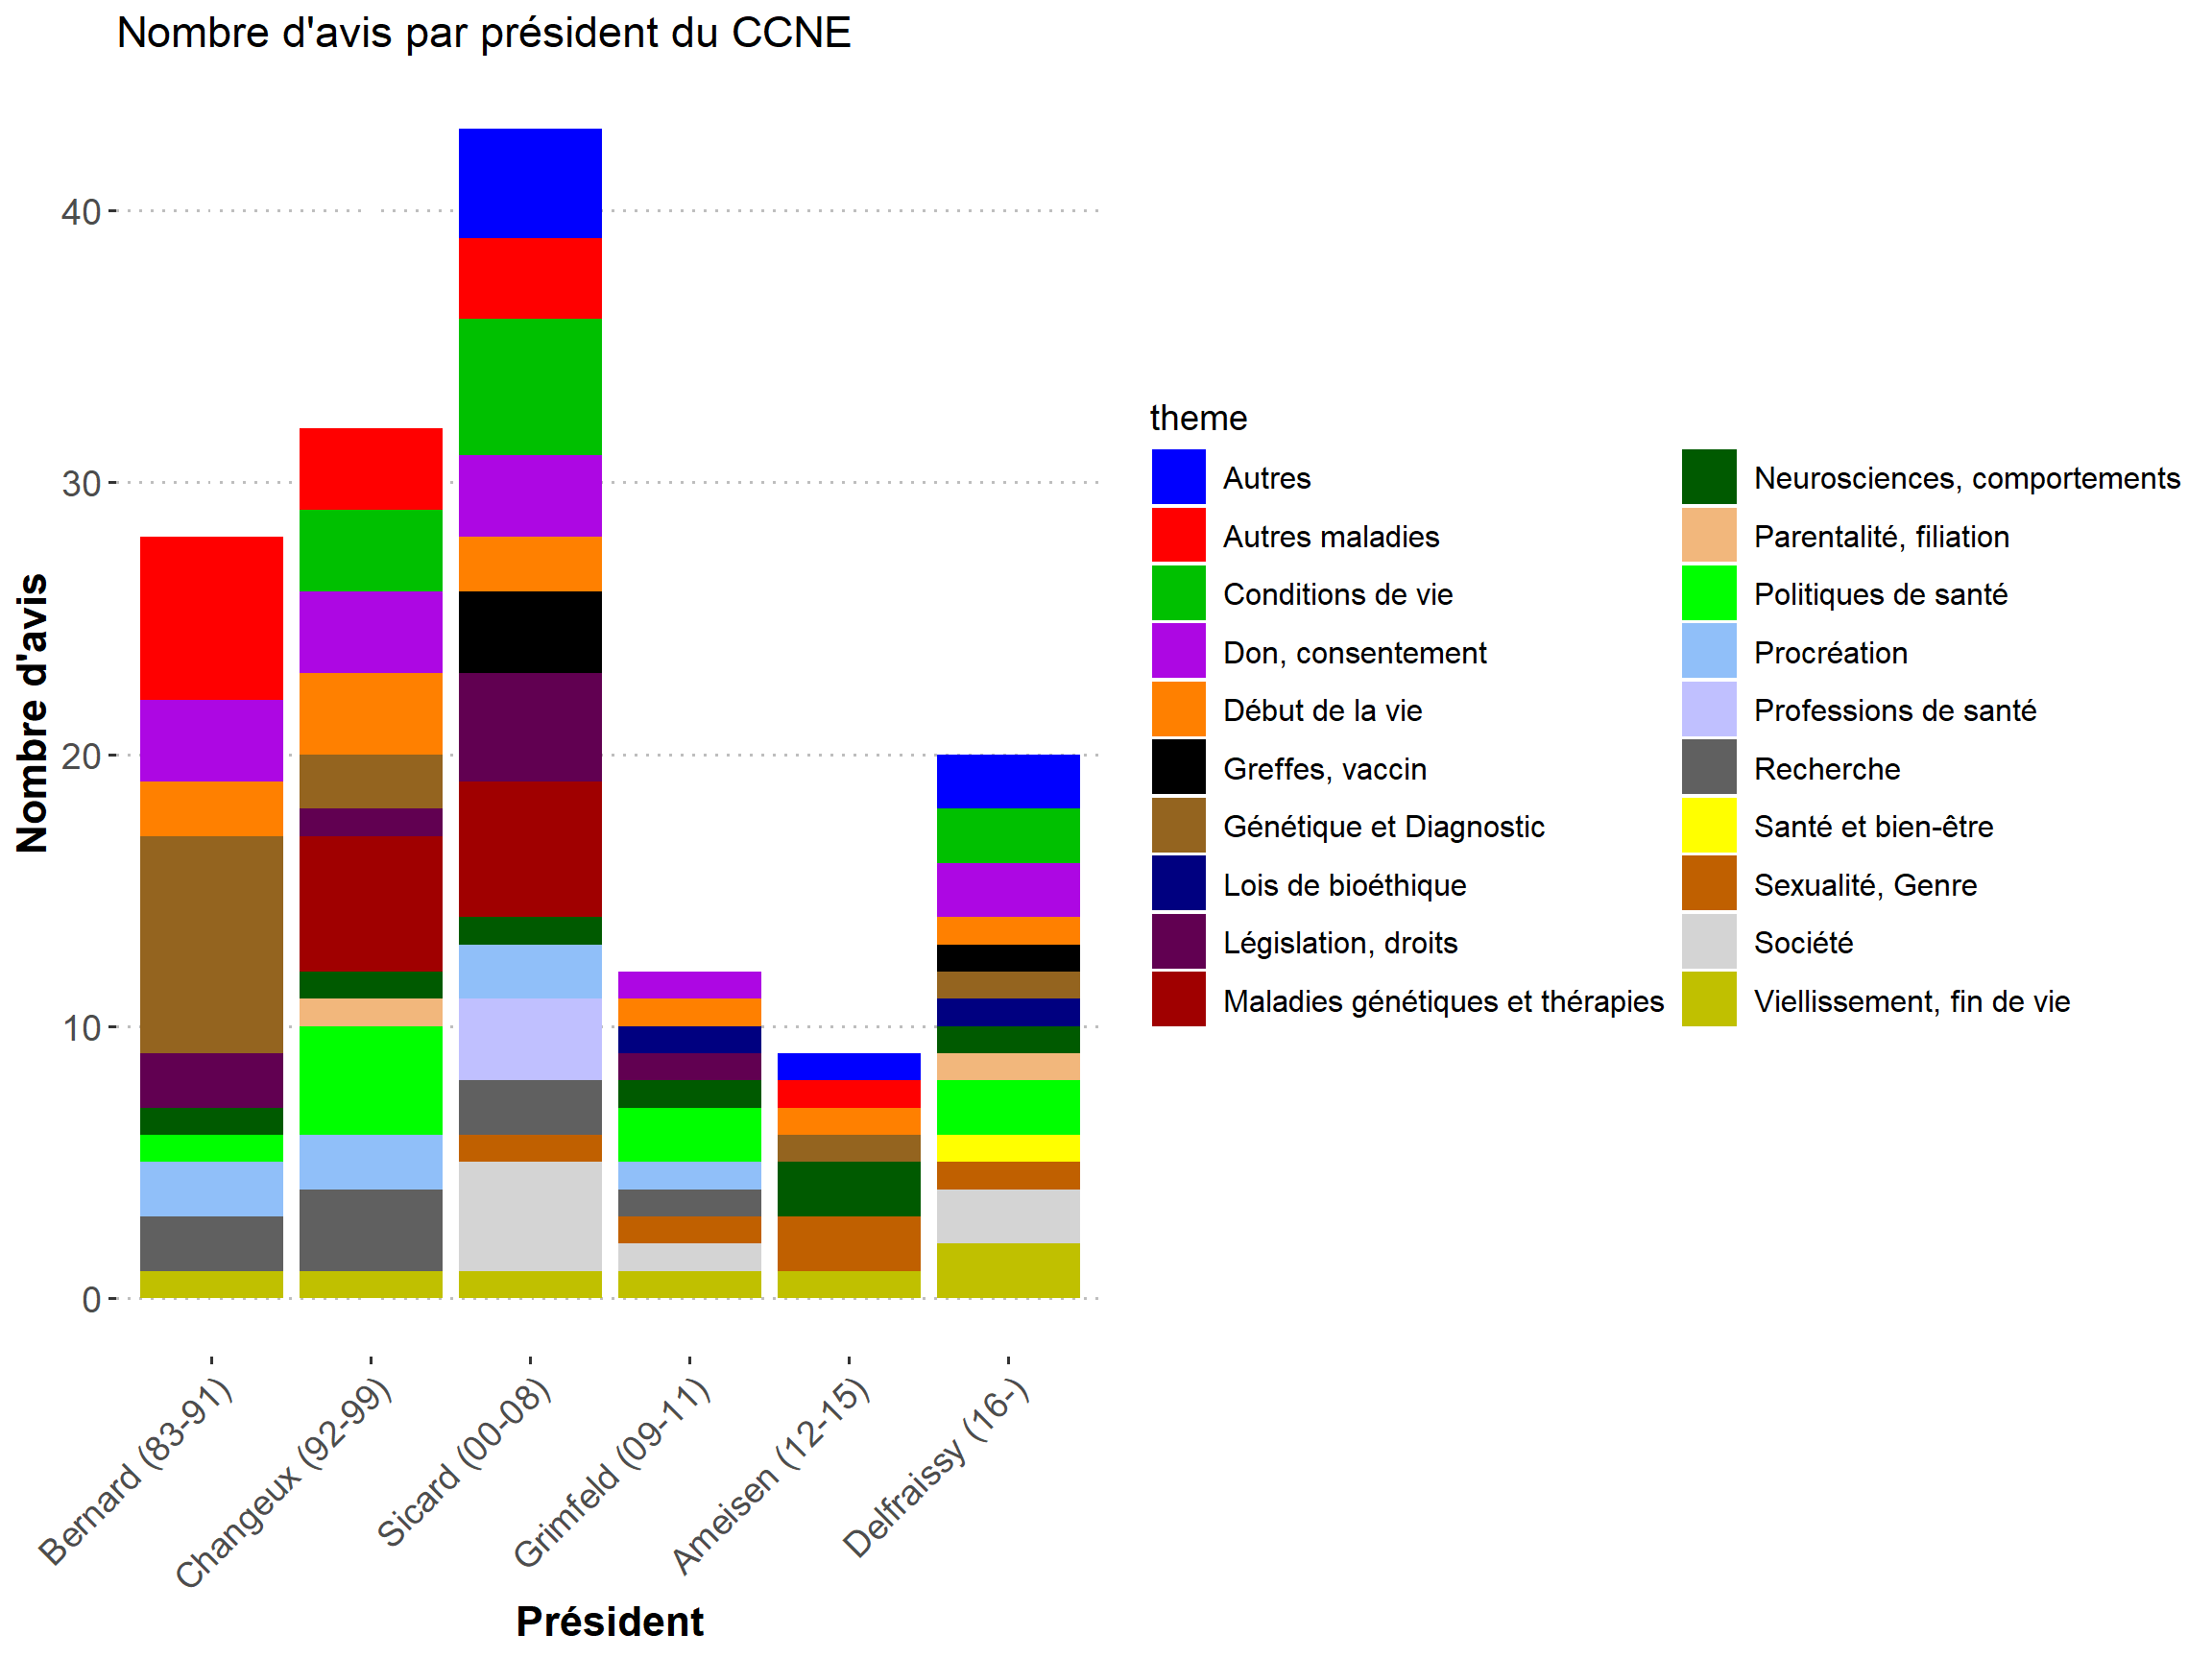 Nombre d'avis par président du CCNE
Nombre d'avis
40
30
20
10
0
Bernard (83-91)
Changeux (92-99)
Sicard (00-08)
Grimfeld (09-11)
Ameisen (12-15)
Delfraissy (16-)
Président
theme
Autres
Autres maladies
Conditions de vie
Don, consentement
Début de la vie
Greffes, vaccin
Génétique et Diagnostic
Lois de bioéthique
Législation, droits
Maladies génétiques et thérapies
Neurosciences, comportements
Parentalité, filiation
Politiques de santé
Procréation
Professions de santé
Recherche
Santé et bien-être
Sexualité, Genre
Société
Viellissement, fin de vie